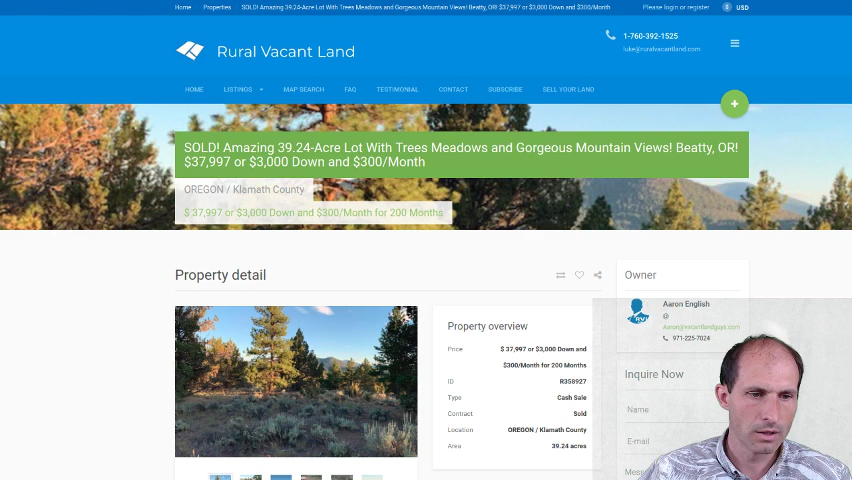 Home Properties SOLD! Amazing 39.24-Acre Lot With Trees Meadows and Gorgeous Mountain Views! Beatty, OR! $37,997 or $3,000 Down and $300/Month Please login or register USD
Rural Vacant Land
1-760-392-1525
luke@ruralvacantland.com
HOME LISTINGS MAP SEARCH FAQ TESTIMONIAL CONTACT SUBSCRIBE SELL YOUR LAND
SOLD! Amazing 39.24-Acre Lot With Trees Meadows and Gorgeous Mountain Views! Beatty, OR!
$37,997 or $3,000 Down and $300/Month
OREGON / Klamath County
$ 37,997 or $3,000 Down and $300/Month for 200 Months
Property detail
Property overview
Price $ 37,997 or $3,000 Down and
$300/Month for 200 Months
ID R358927
Type Cash Sale
Contract Sold
Location OREGON / Klamath County
Area 39.24 acres
Owner
Aaron English
@
Aaron@vacantlandguys.com
971-225-7024
Inquire Now
Name
E-mail